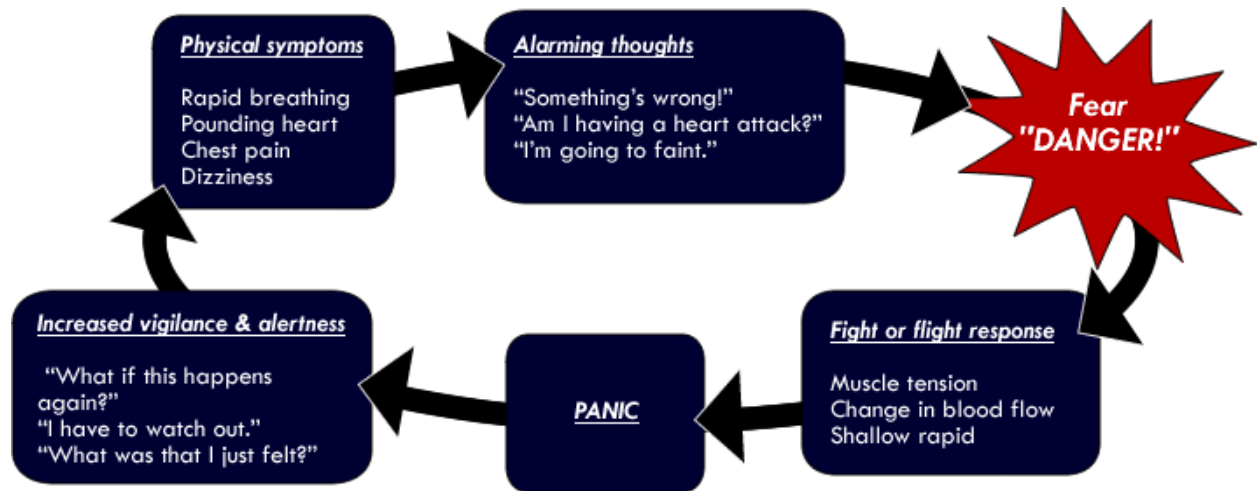 Physical symptoms
Rapid breathing
Pounding heart
Chest pain
Dizziness
Alarming thoughts
“Something’s wrong!”
“Am I having a heart attack?”
“I’m going to faint.”
Fear
"DANGER!"
Fight or flight response
Muscle tension
Change in blood flow
Shallow rapid
PANIC
Increased vigilance & alertness
“What if this happens
again?”
“I have to watch out.”
“What was that I just felt?”